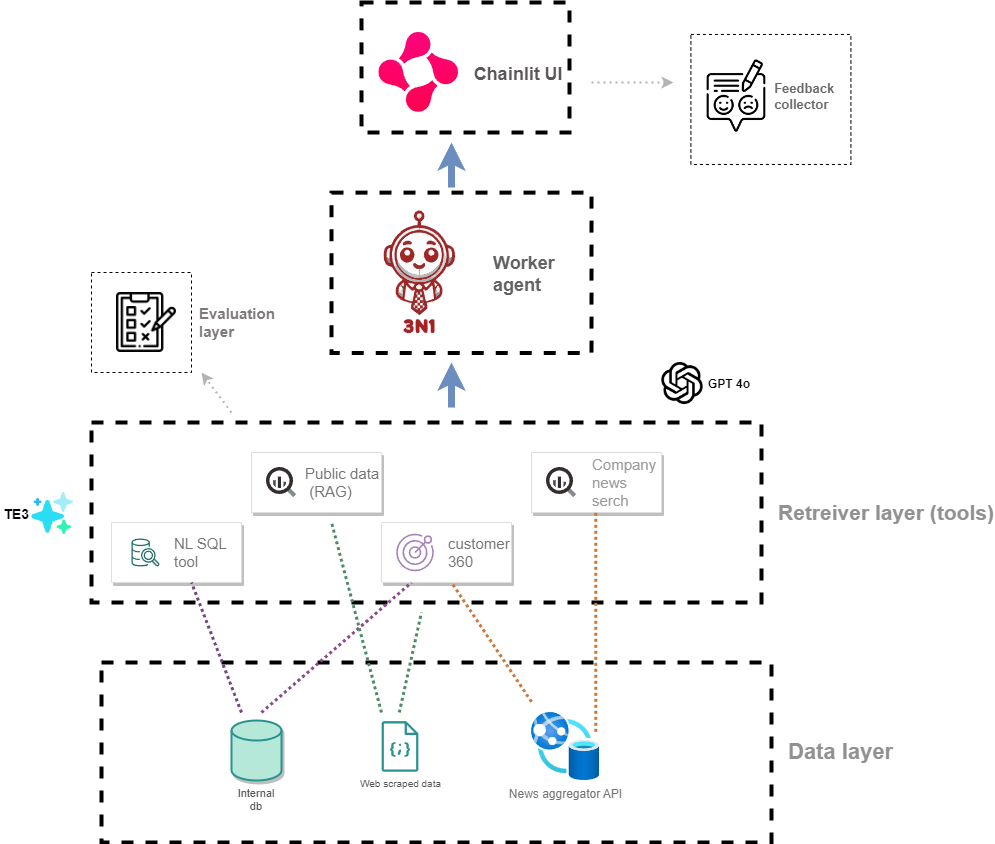 Chainlit UI
Feedback
collector
Worker
agent
3N1
Evaluation
layer
GPT 4o
Public data
(RAG)
Company
news
serch
TE3
Retreiver layer (tools)
NL SQL
tool
customer
360
Data layer
Internal
db
Web scraped data
News aggregator API